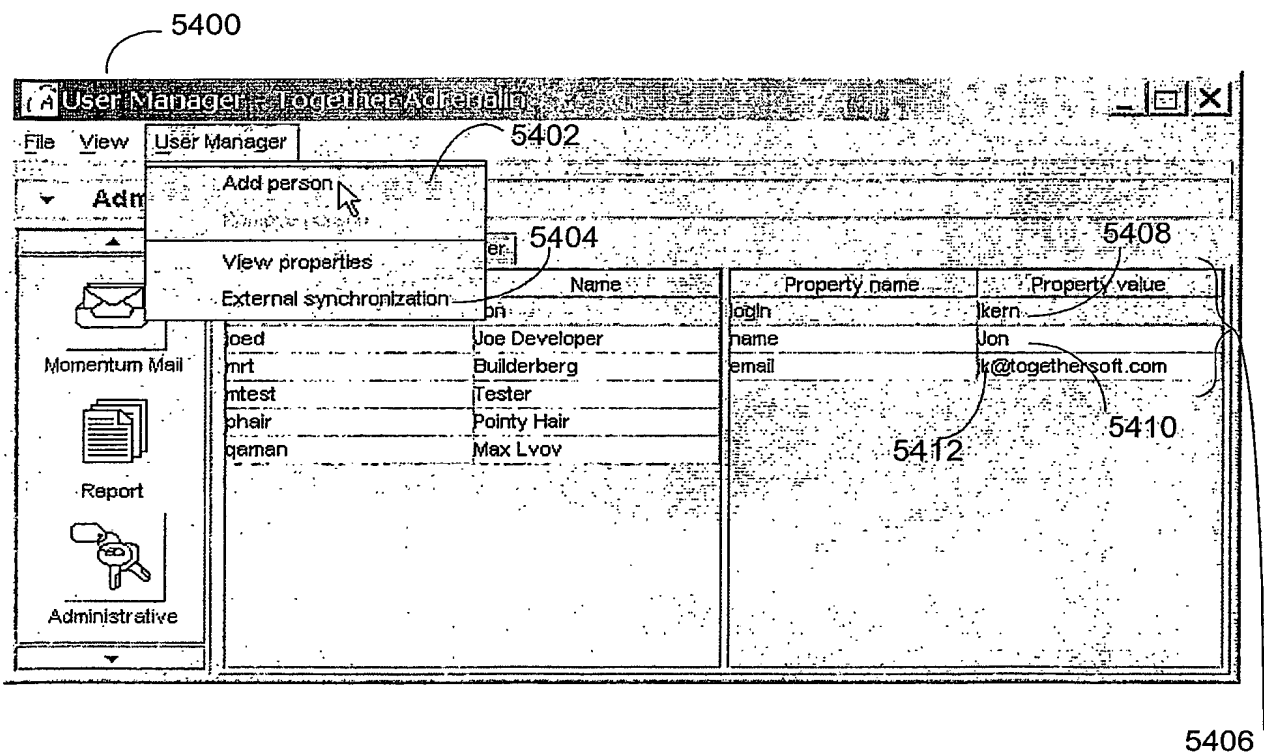 5400
User Manager - Together Adrenalin
File View User Manager
5402
Add person
Adm
View properties
External synchronization
5404
er
5408
Name
Property name Property value
on login lkern
joed Joe Developer name Jon
mrt Builderberg email lk@togethersoft.com
mtest Tester
phair Pointy Hair
qaman Max Lvov
5410
5412
Momentum Mail
Report
Administrative
5406